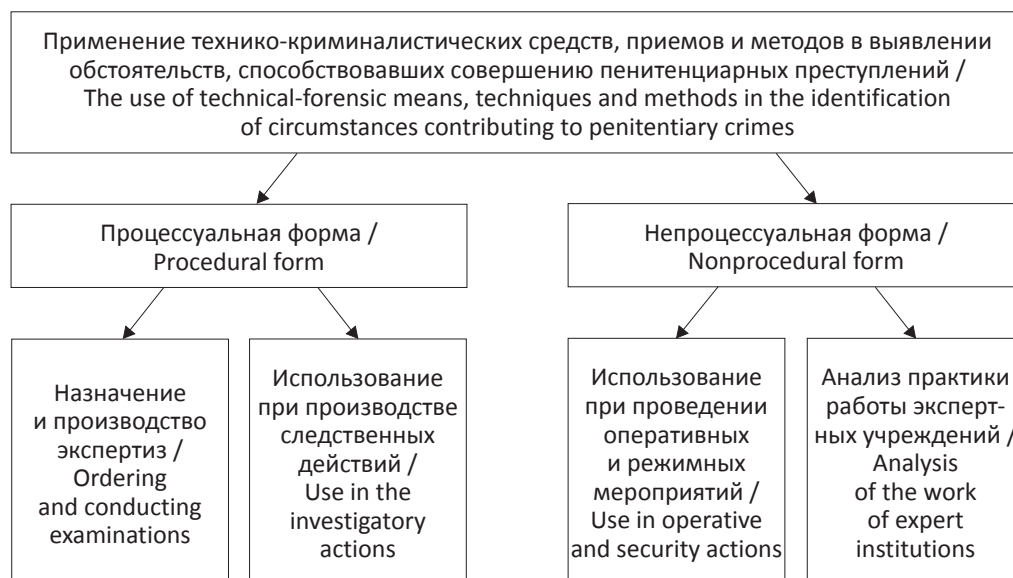 Применение технико-криминалистических средств, приемов и методов в выявлении
обстоятельств, способствовавших совершению пенитенциарных преступлений /
The use of technical-forensic means, techniques and methods in the identification
of circumstances contributing to penitentiary crimes
Процессуальная форма /
Procedural form
Непроцессуальная форма /
Nonprocedural form
Назначение
и производство
экспертиз /
Ordering
and conducting
examinations
Использование
при производстве
следственных
действий /
Use in the
investigatory
actions
Использование
при проведении
оперативных
и режимных
мероприятий /
Use in operative
and security actions
Анализ практики
работы эксперт-
ных учреждений /
Analysis
of the work
of expert
institutions